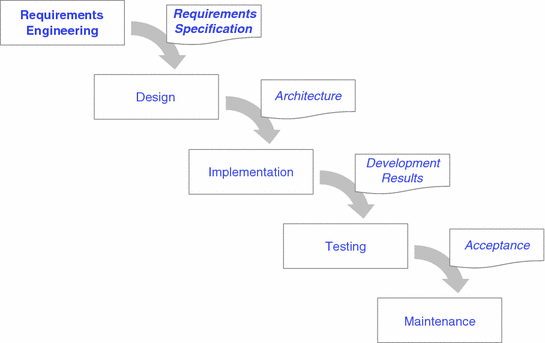 Requirements
Engineering
Requirements
Specification
Design
Architecture
Implementation
Development
Results
Testing
Acceptance
Maintenance